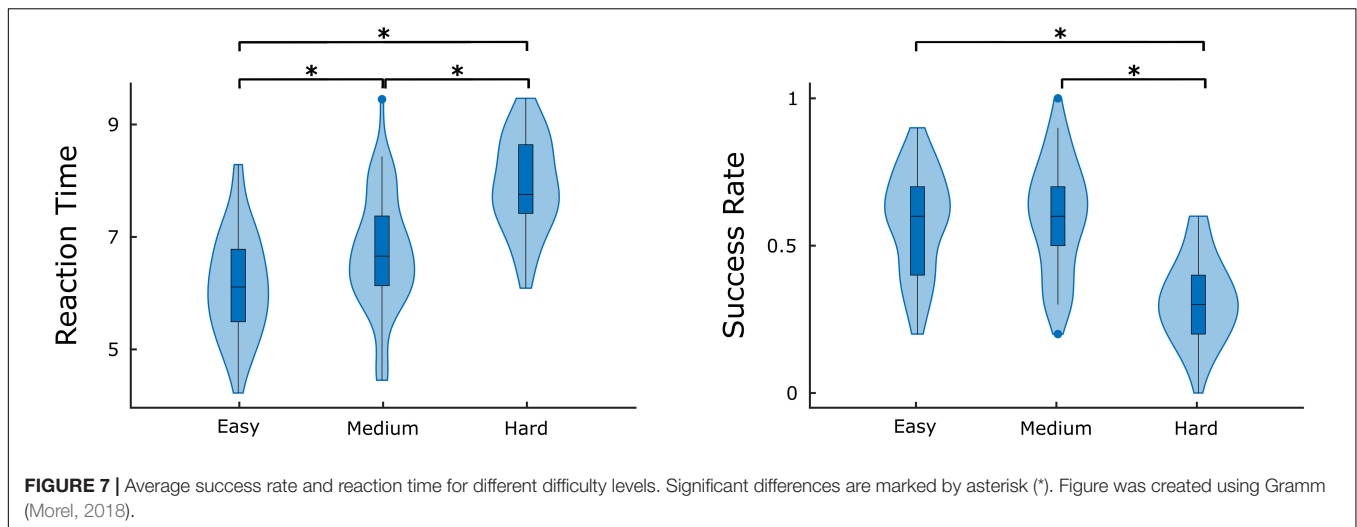 * 
* *
9
7
5
Reaction Time
Easy Medium Hard
*
*
1
0.5
0
Success Rate
Easy Medium Hard
FIGURE 7 | Average success rate and reaction time for different difficulty levels. Significant differences are marked by asterisk (*). Figure was created using Gramm
(Morel, 2018).